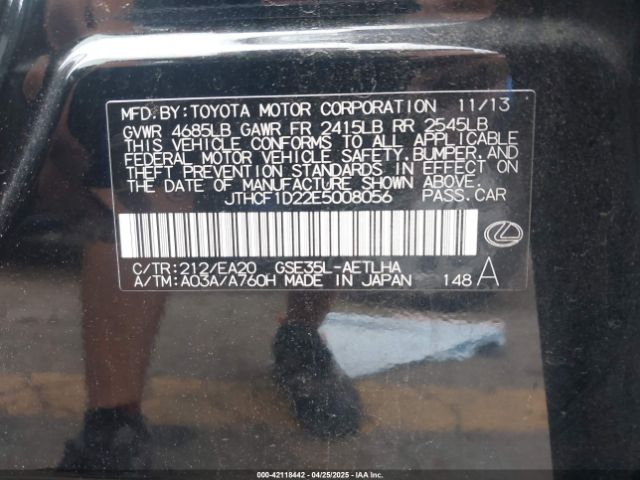 MFD.BY:TOYOTA MOTOR CORPORATION 11/13
GVWR 4685LB GAWR FR 2415LB RR 2545LB
THIS VEHICLE CONFORMS TO ALL APPLICABLE
FEDERAL MOTOR VEHICLE SAFETY,BUMPER,AND
THEFT PREVENTION STANDARDS IN EFFECT ON
THE DATE OF MANUFACTURE SHOWN ABOVE.
JTHCF1D22E5008056 PASS.CAR
C/TR:212/EA20 GSE35L-AETLHA
A/TM:A03A/A760H MADE IN JAPAN 148 A
000-42118442 - 04/25/2025 - IAAI.COM